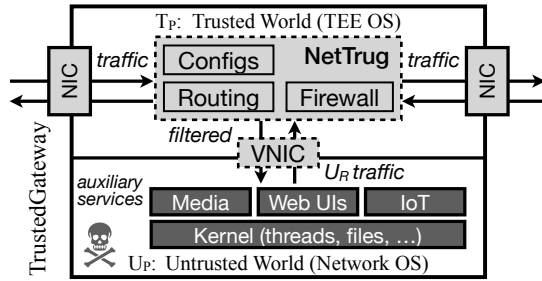 Tₚ: Trusted World (TEE OS)
NIC
traffic
Configs
NetTrug
Routing
Firewall
traffic
NIC
filtered
VNIC
Uᴿ traffic
TrustedGateway
auxiliary
services
Media
Web UIs
IoT
Kernel (threads, files, …)
Uₚ: Untrusted World (Network OS)